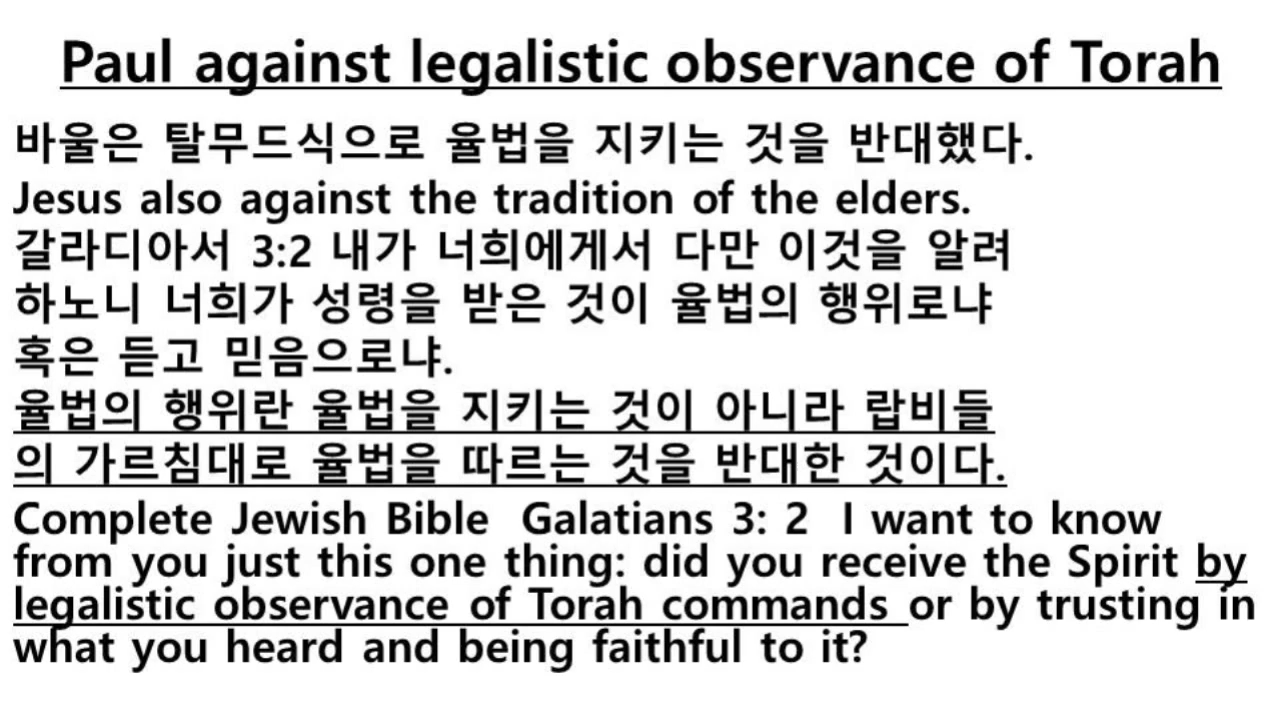 Paul against legalistic observance of Torah
바울은 탈무드식으로 율법을 지키는 것을 반대했다.
Jesus also against the tradition of the elders.
갈라디아서 3:2 내가 너희에게서 다만 이것을 알려
하노니 너희가 성령을 받은 것이 율법의 행위로냐
혹은 듣고 믿음으로냐.
율법의 행위란 율법을 지키는 것이 아니라 랍비들
의 가르침대로 율법을 따르는 것을 반대한 것이다.
Complete Jewish Bible  Galatians 3: 2  I want to know
from you just this one thing: did you receive the Spirit by
legalistic observance of Torah commands or by trusting in
what you heard and being faithful to it?